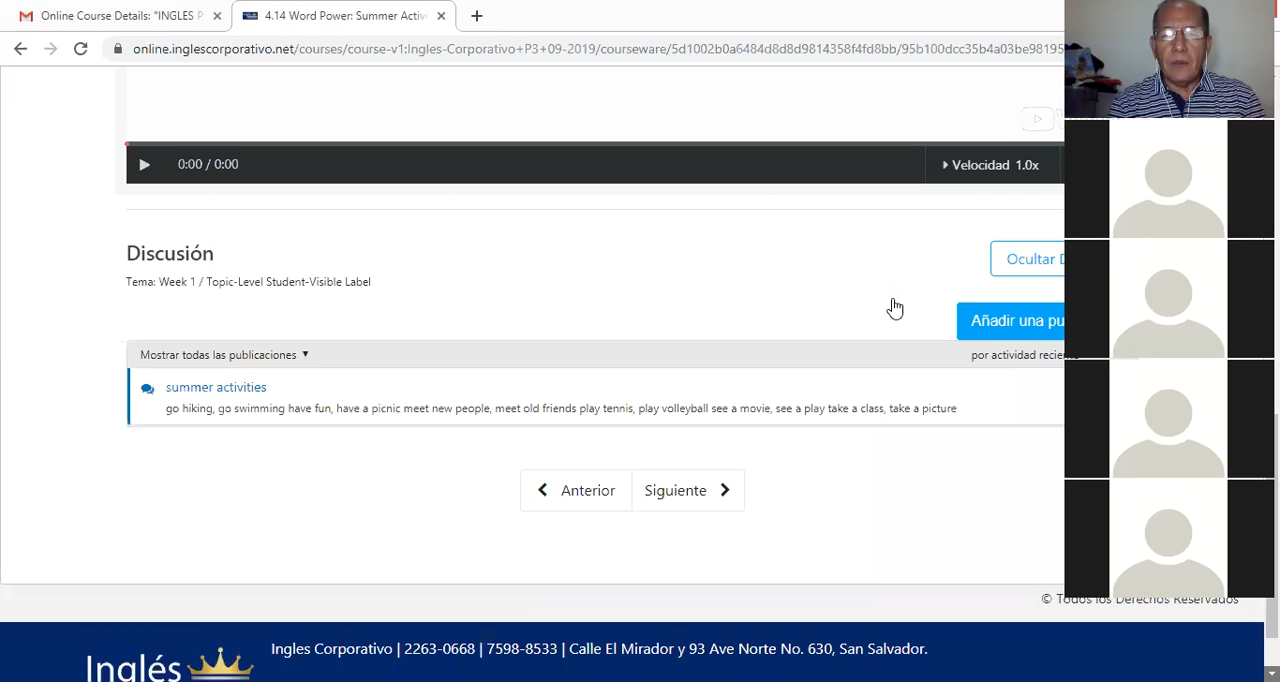 Online Course Details: "INGLES P
4.14 Word Power: Summer Activ
online.inglescorporativo.net/courses/course-v1:Ingles-Corporativo+P3+09-2019/courseware/5d1002b0a6484d8d8d9814358f4fd8bb/95b100dcc35b4a03be98195
0:00 / 0:00
Velocidad 1.0x
Discusión
Ocultar D
Tema: Week 1 / Topic-Level Student-Visible Label
Añadir una pu
Mostrar todas las publicaciones
por actividad recie
summer activities
go hiking, go swimming have fun, have a picnic meet new people, meet old friends play tennis, play volleyball see a movie, see a play take a class, take a picture
Anterior
Siguiente
© Todos los Derechos Reservados
Inglés
Ingles Corporativo | 2263-0668 | 7598-8533 | Calle El Mirador y 93 Ave Norte No. 630, San Salvador.